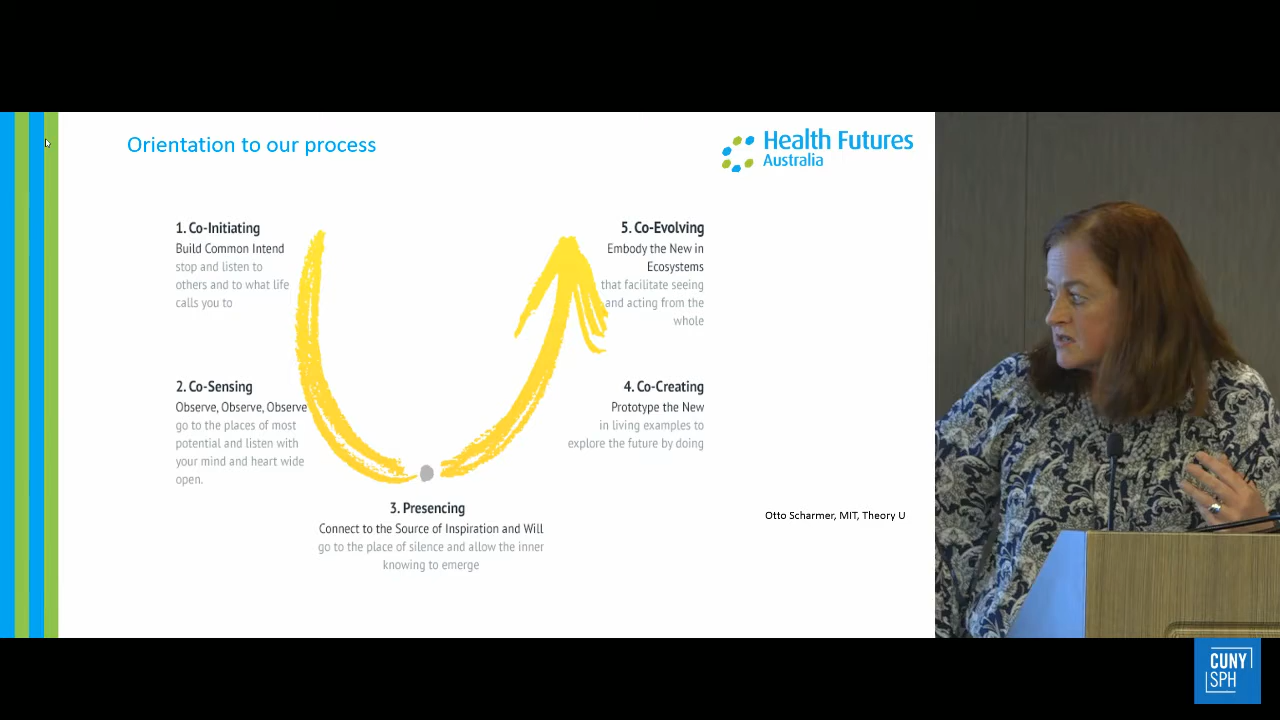 Orientation to our process
Health Futures
Australia
1. Co-Initiating
Build Common Intend
stop and listen to
others and to what life
calls you to
5. Co-Evolving
Embody the New in
Ecosystems
that facilitate seeing
and acting from the
whole
2. Co-Sensing
Observe, Observe, Observe
go to the places of most
potential and listen with
your mind and heart wide
open.
4. Co-Creating
Prototype the New
in living examples to
explore the future by doing
3. Presencing
Connect to the Source of Inspiration and Will
go to the place of silence and allow the inner
knowing to emerge
Otto Scharmer, MIT, Theory U
CUNY
SPH